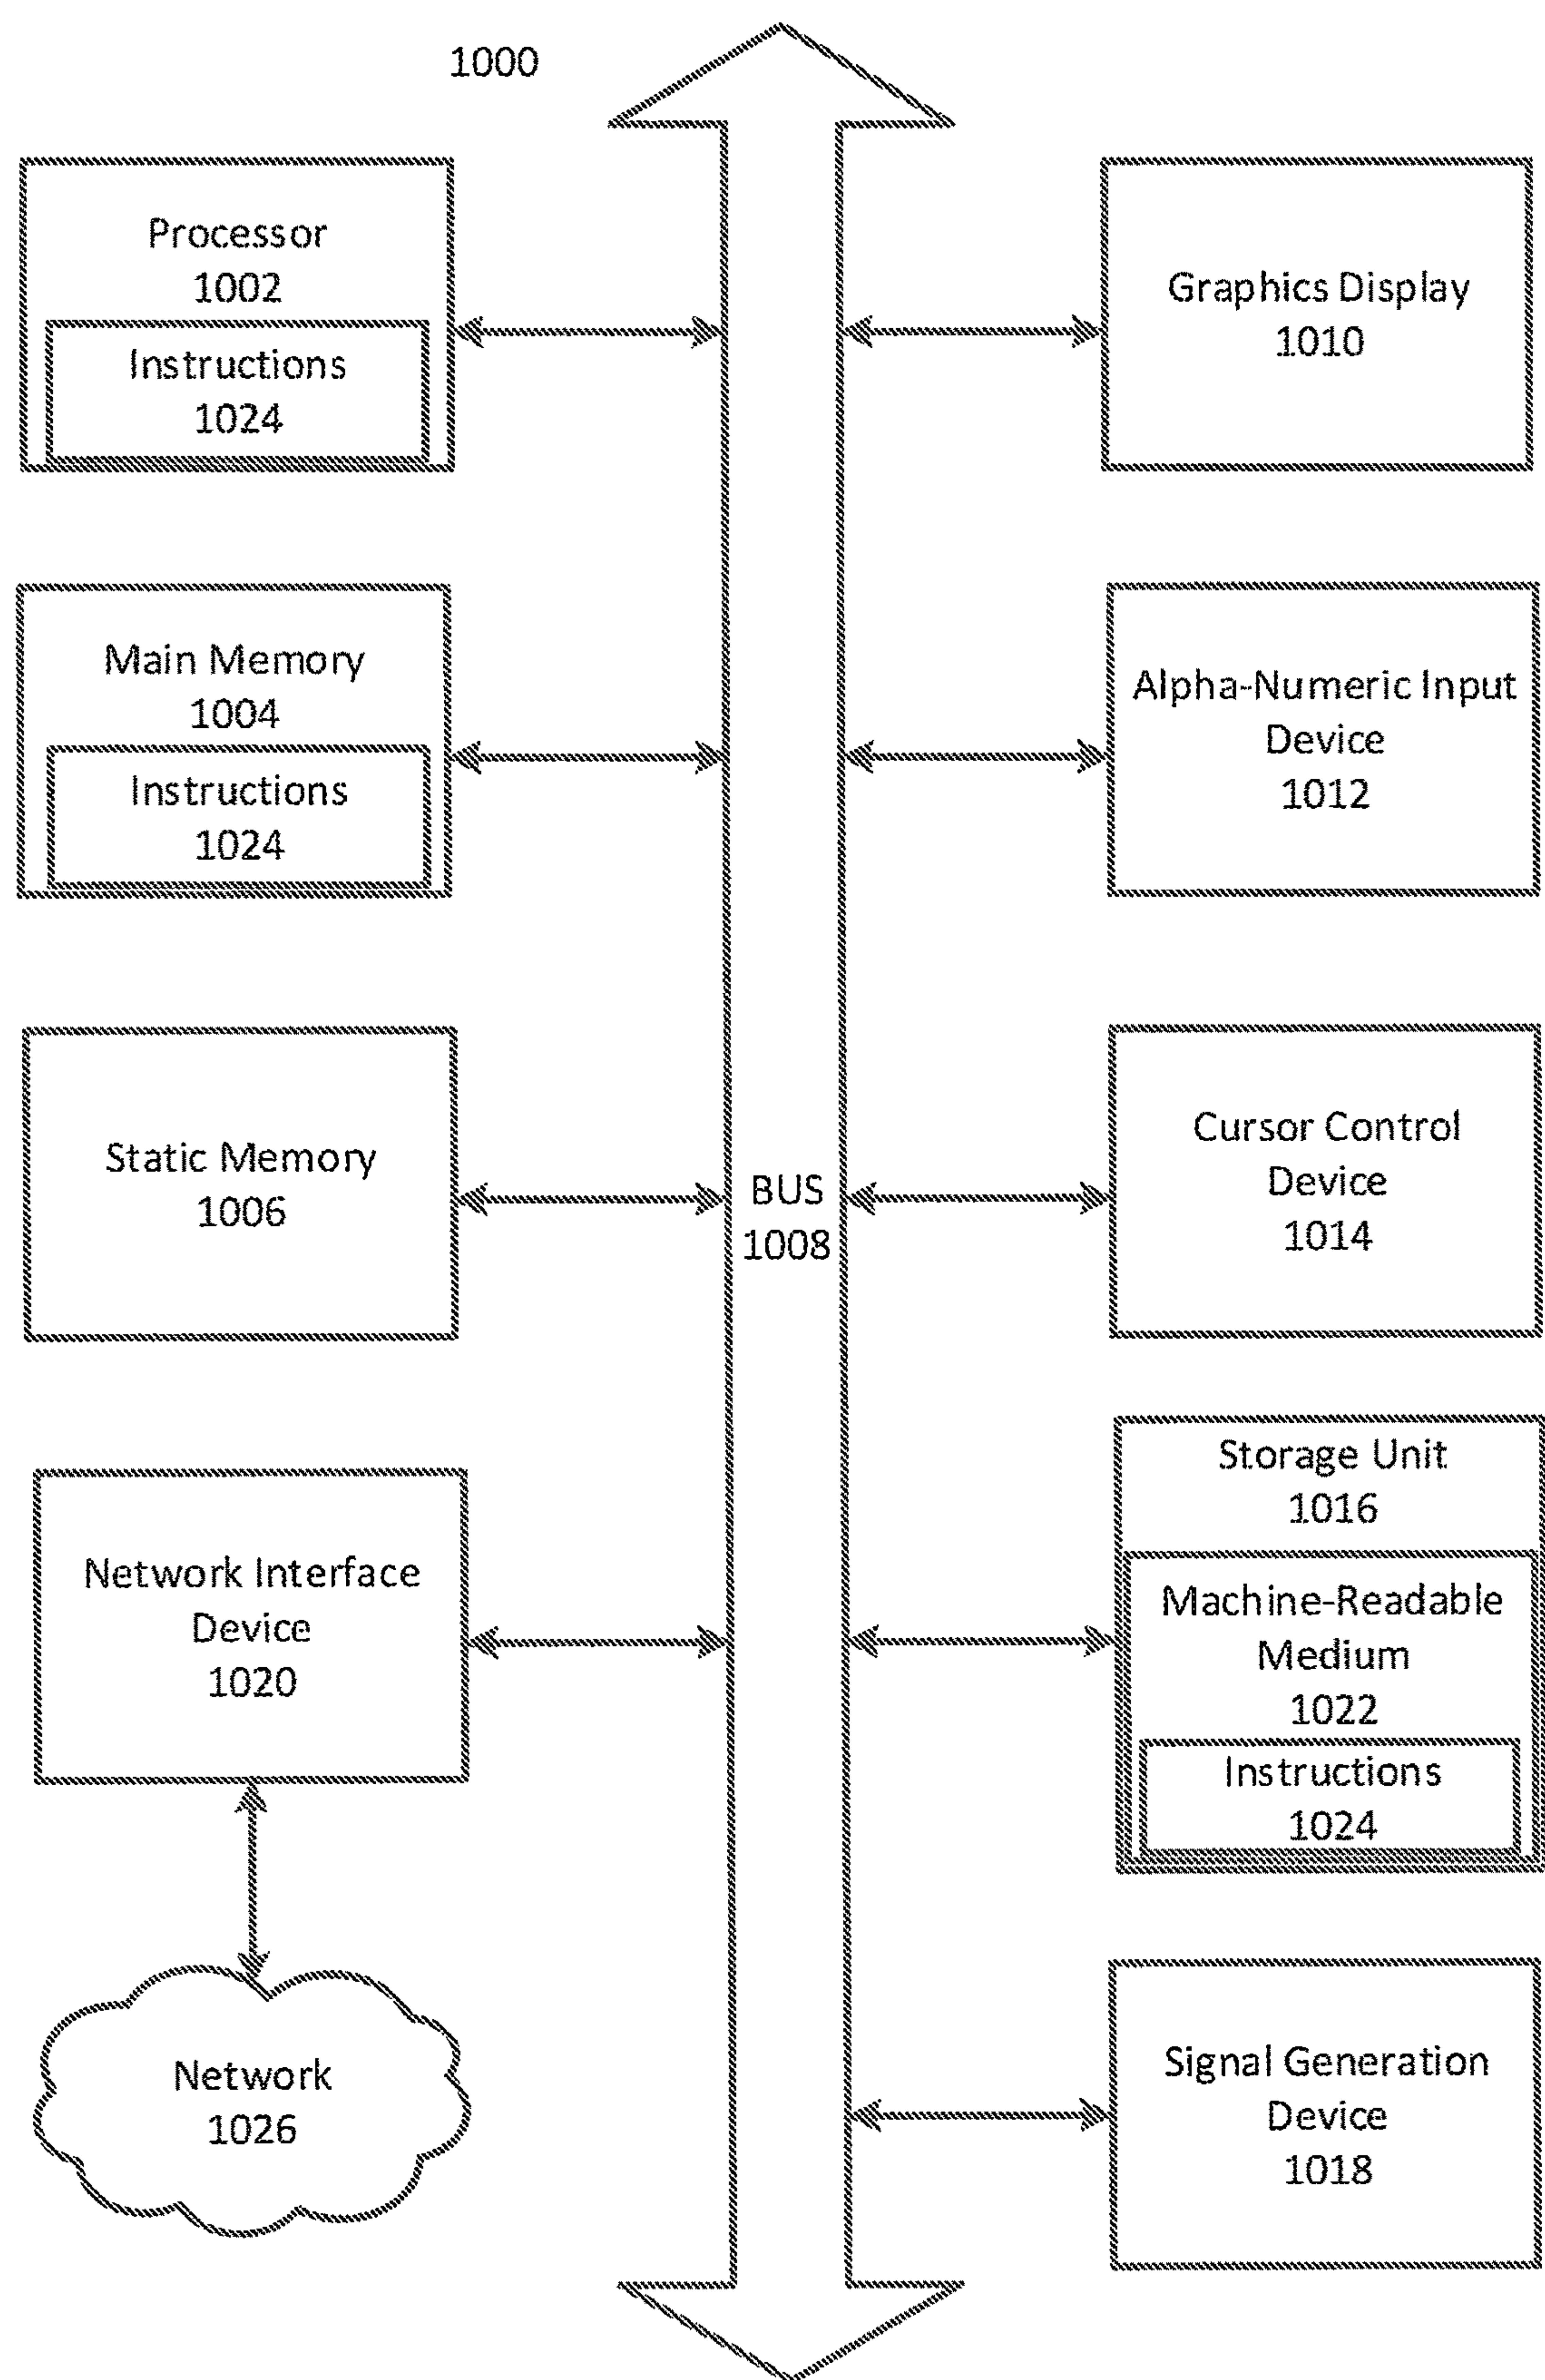 1000
Processor
1002
Instructions
1024
Graphics Display
1010
Main Memory
1004
Instructions
1024
Alpha-Numeric Input
Device
1012
Static Memory
1006
BUS
1008
Cursor Control
Device
1014
Network Interface
Device
1020
Storage Unit
1016
Machine-Readable
Medium
1022
Instructions
1024
Network
1026
Signal Generation
Device
1018